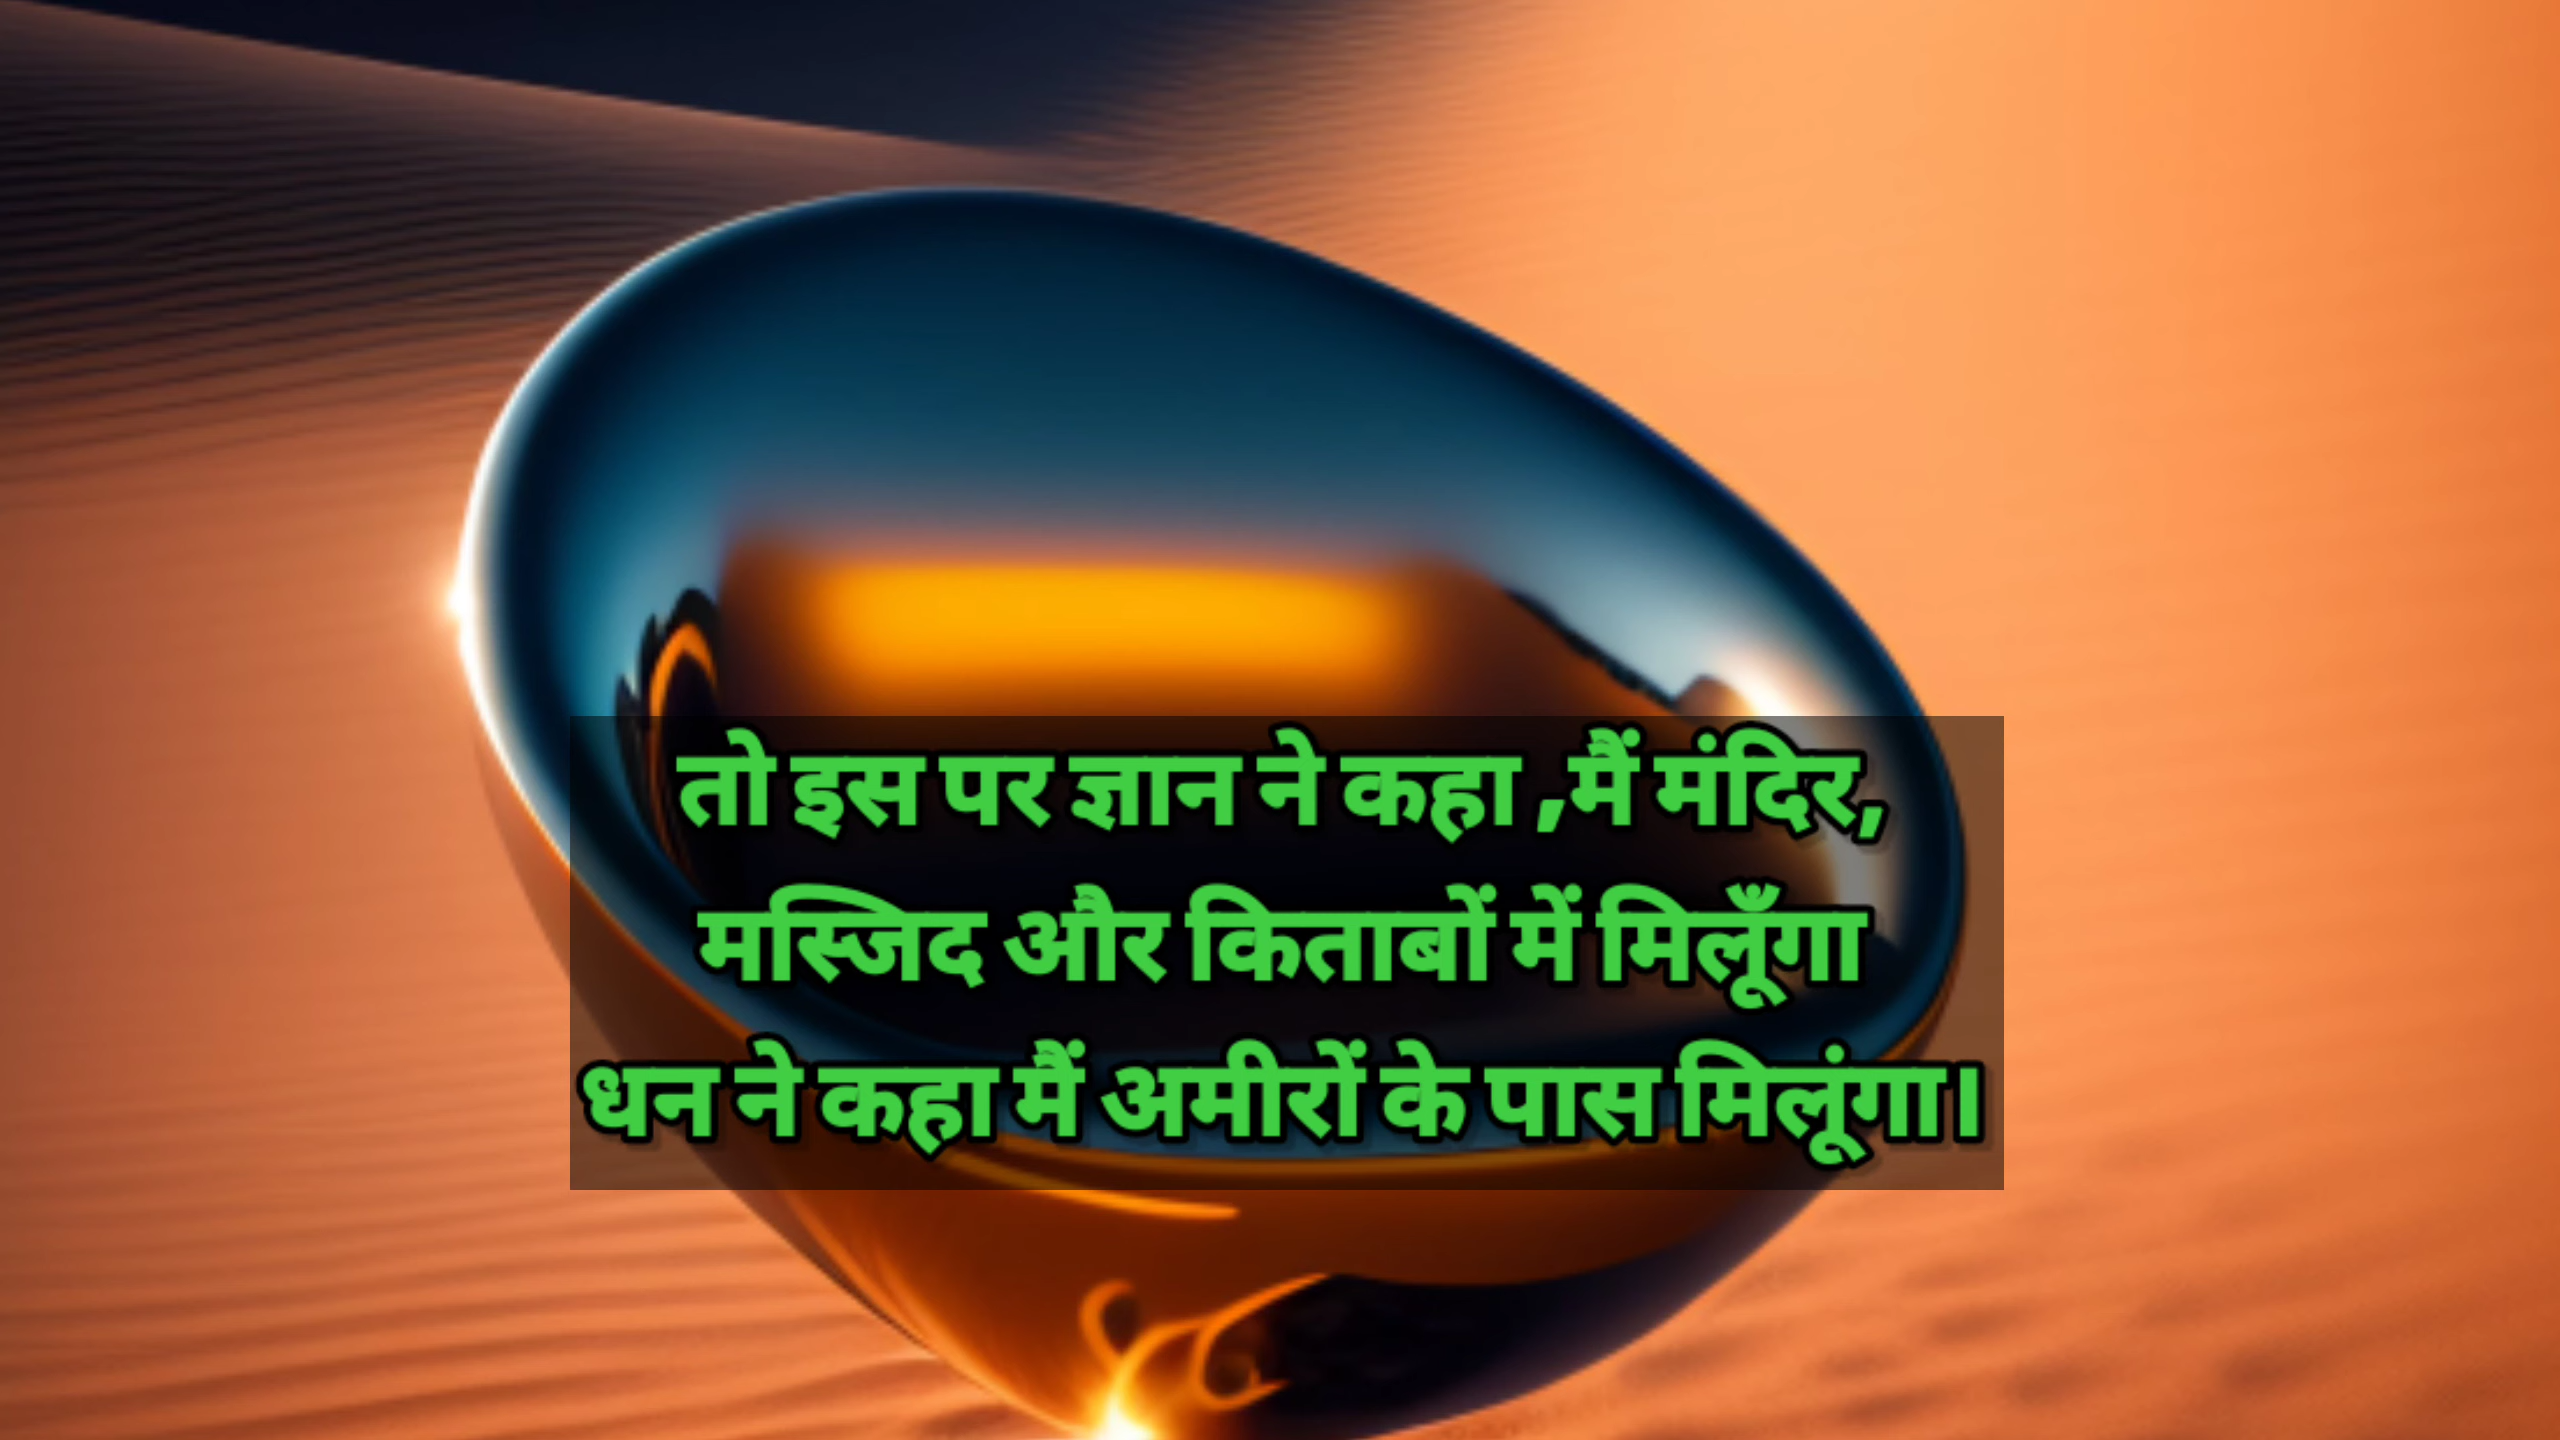 तो इस पर ज्ञान ने कहा ,मैं मंदिर,
मस्जिद और किताबों में मिलूँगा
धन ने कहा मैं अमीरों के पास मिलूंगा।